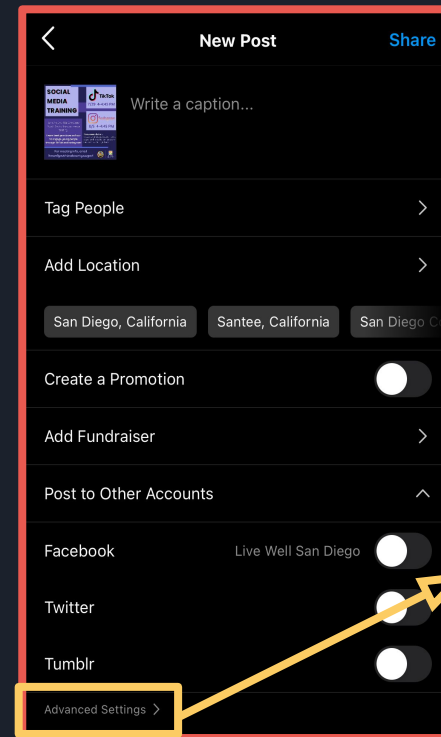 New Post
Share
SOCIAL
MEDIA
TRAINING
TikTok
Write a caption...
Tag People
Add Location
San Diego, California
Santee, California
San Diego
Create a Promotion
Add Fundraiser
Post to Other Accounts
Facebook
Live Well San Diego
Twitter
Tumblr
Advanced Settings